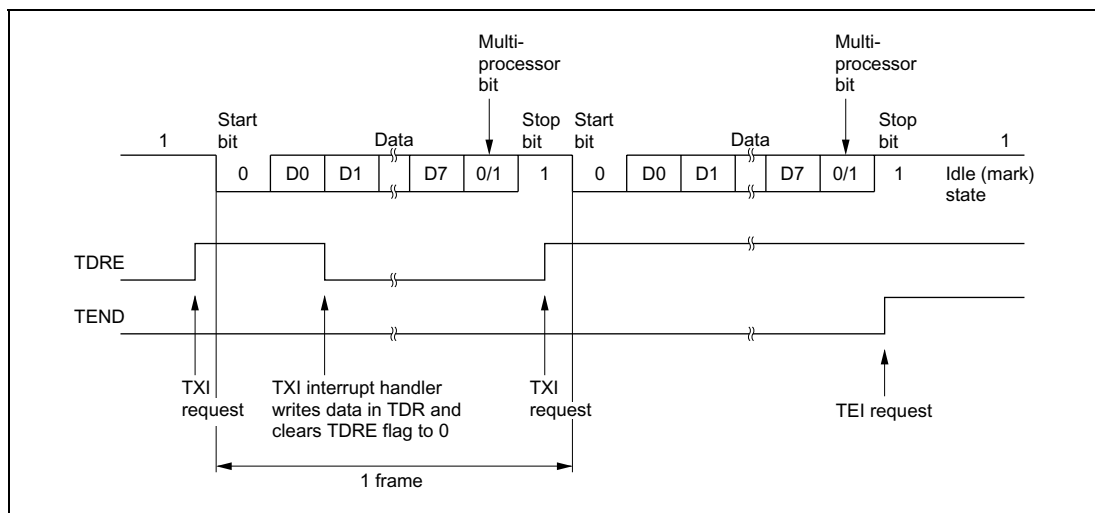 Multi-
processor
bit
Multi-
processor
bit
1
Start
bit
Data
Stop
bit
Start
bit
Data
Stop
bit
1
0 D0 D1 D7 0/1 1 0 D0 D1 D7 0/1 1
Idle (mark)
state
TDRE
TEND
TXI
request
TXI interrupt handler
writes data in TDR and
clears TDRE flag to 0
TXI
request
TEI request
1 frame